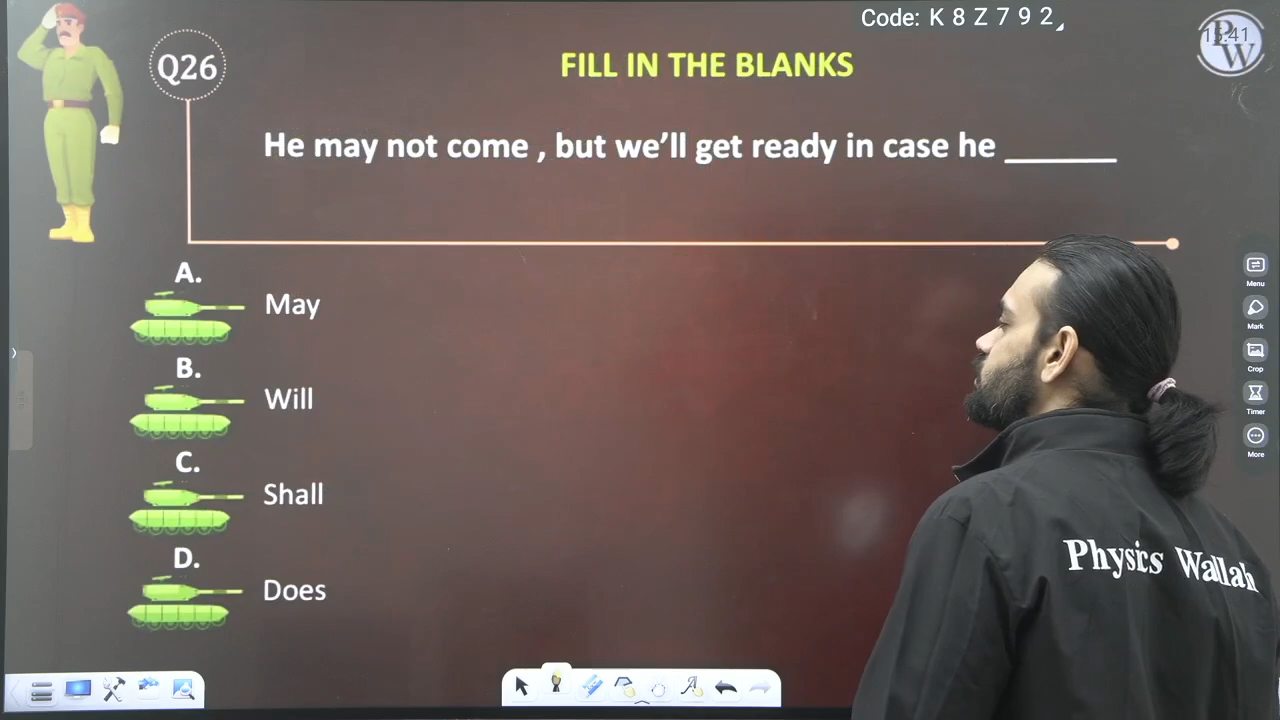 Code: K 8 Z 7 9 2
Q26
FILL IN THE BLANKS
He may not come , but we'll get ready in case he ______
A.
May
B.
Will
C.
Shall
D.
Does
Menu
Mark
Crop
Timer
More
Physics Wallah